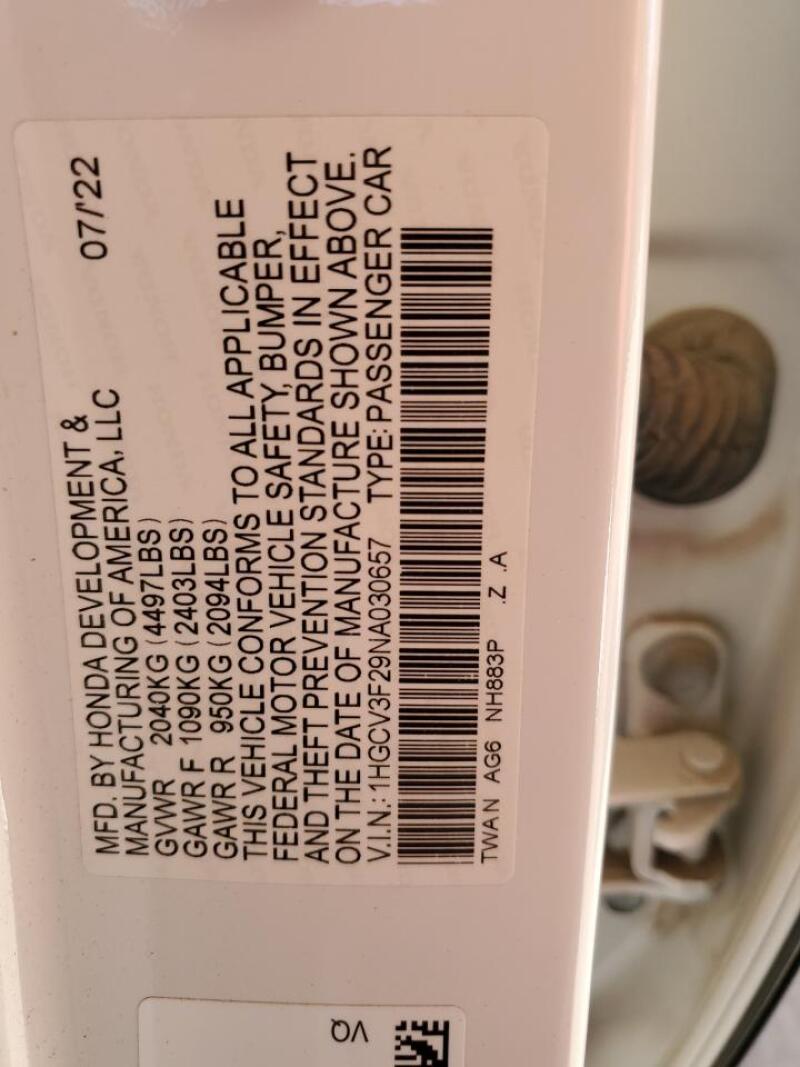 MFD. BY HONDA DEVELOPMENT & 07/'22
MANUFACTURING OF AMERICA, LLC
GVWR 2040KG (4497LBS)
GAWR F 1090KG (2403LBS)
GAWR R 950KG (2094LBS)
THIS VEHICLE CONFORMS TO ALL APPLICABLE
FEDERAL MOTOR VEHICLE SAFETY, BUMPER,
AND THEFT PREVENTION STANDARDS IN EFFECT
ON THE DATE OF MANUFACTURE SHOWN ABOVE.
V.I.N.: 1HGCV3F29NA030657 TYPE: PASSENGER CAR
TWAN AG6 NH883P .Z .A
VQ